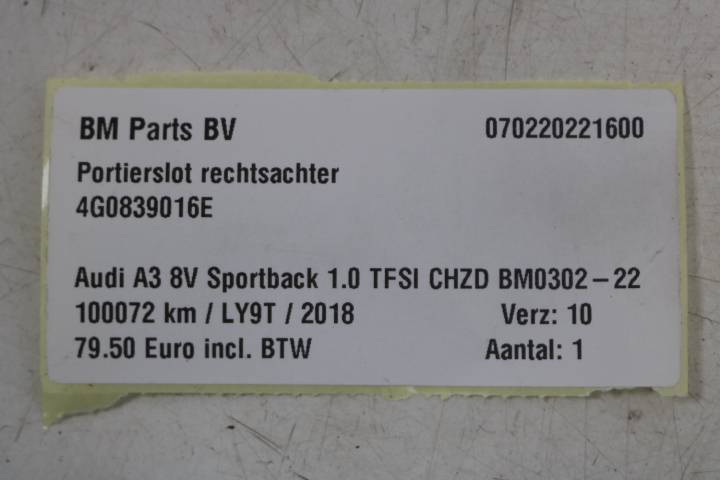 BM Parts BV 070220221600
Portierslot rechtsachter
4G0839016E
Audi A3 8V Sportback 1.0 TFSI CHZD BM0302-22
100072 km / LY9T / 2018 Verz: 10
79.50 Euro incl. BTW Aantal: 1